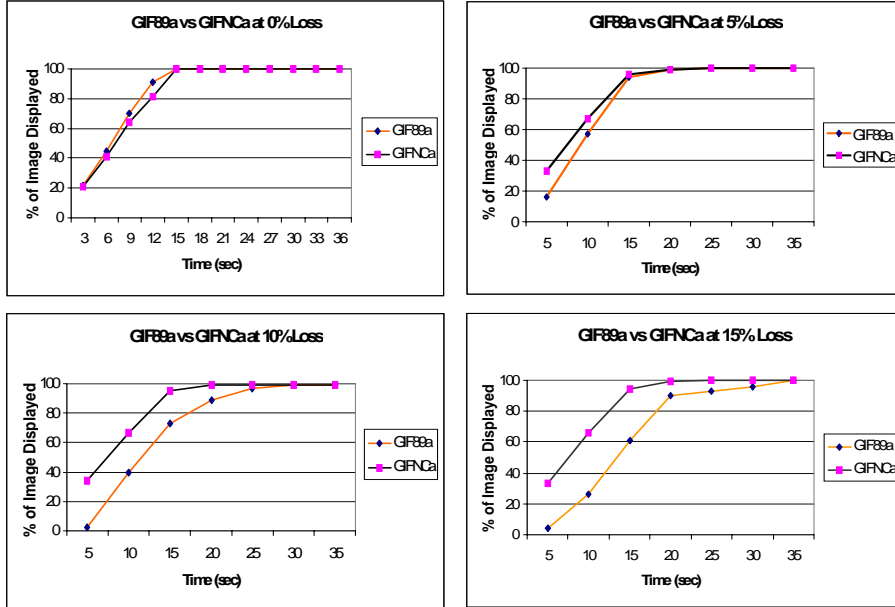 GIF89a vs GIFNCa at 0% Loss
% of Image Displayed
100
80
60
40
20
0
3 6 9 12 15 18 21 24 27 30 33 36
Time (sec)
GIF89a
GIFNCa
GIF89a vs GIFNCa at 5% Loss
% of Image Displayed
100
80
60
40
20
0
5 10 15 20 25 30 35
Time (sec)
GIF89a
GIFNCa
GIF89a vs GIFNCa at 10% Loss
% of Image Displayed
100
80
60
40
20
0
5 10 15 20 25 30 35
Time (sec)
GIF89a
GIFNCa
GIF89a vs GIFNCa at 15% Loss
% of Image Displayed
100
80
60
40
20
0
5 10 15 20 25 30 35
Time (sec)
GIF89a
GIFNCa